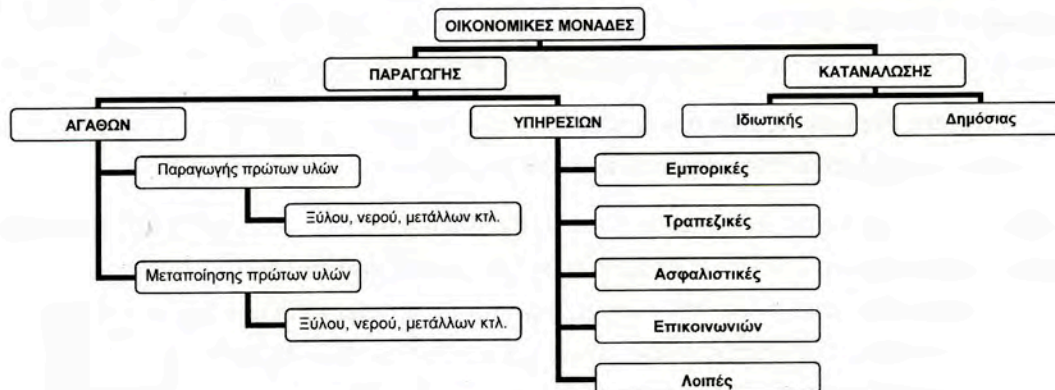 ΟΙΚΟΝΟΜΙΚΕΣ ΜΟΝΑΔΕΣ
ΠΑΡΑΓΩΓΗΣ
ΚΑΤΑΝΑΛΩΣΗΣ
ΑΓΑΘΩΝ
ΥΠΗΡΕΣΙΩΝ
Ιδιωτικής
Δημόσιας
Παραγωγής πρώτων υλών
Ξύλου, νερού, μετάλλων κτλ.
Μεταποίησης πρώτων υλών
Ξύλου, νερού, μετάλλων κτλ.
Εμπορικές
Τραπεζικές
Ασφαλιστικές
Επικοινωνιών
Λοιπές